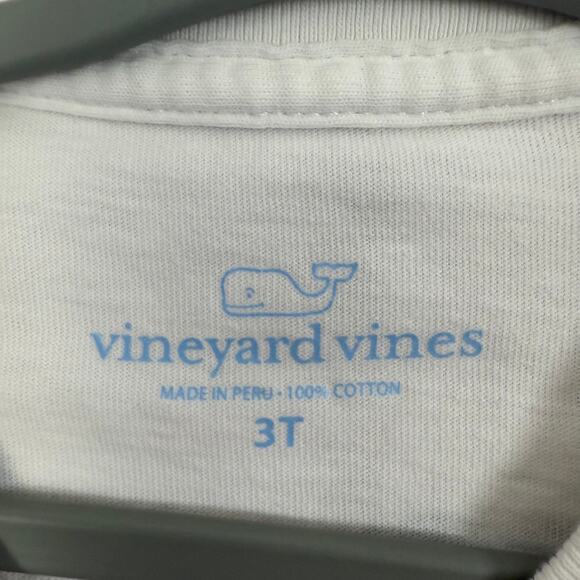 vineyard vines
MADE IN PERU · 100% COTTON
3T